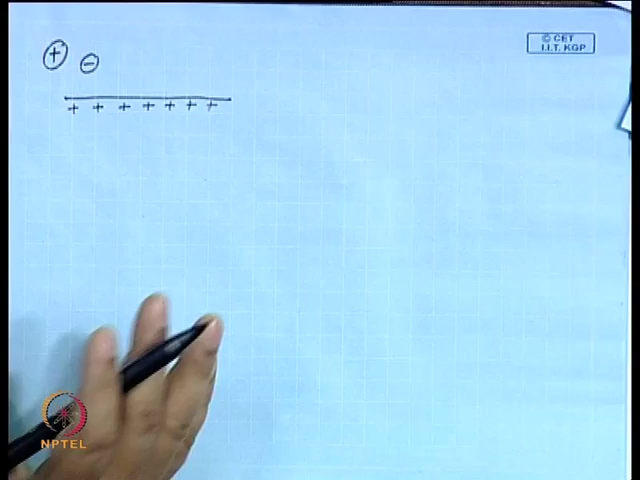 © CET
I.I.T. KGP
+ −
+ + + + + + +
NPTEL